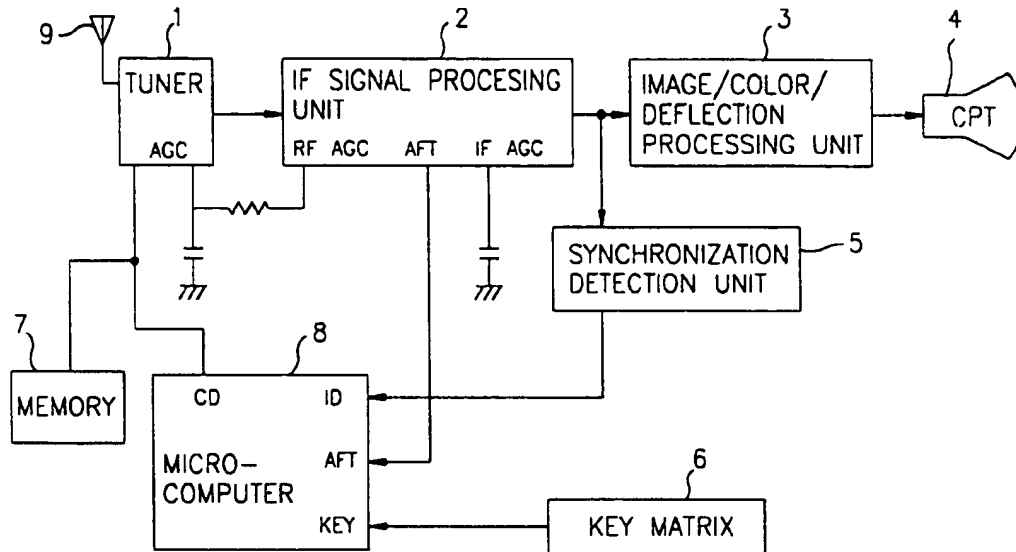 9
1
TUNER
AGC
2
IF SIGNAL PROCESING
UNIT
RF AGC AFT IF AGC
3
IMAGE/COLOR/
DEFLECTION
PROCESSING UNIT
4
CPT
5
SYNCHRONIZATION
DETECTION UNIT
7
MEMORY
8
CD ID
AFT
MICRO-
COMPUTER
KEY
6
KEY MATRIX